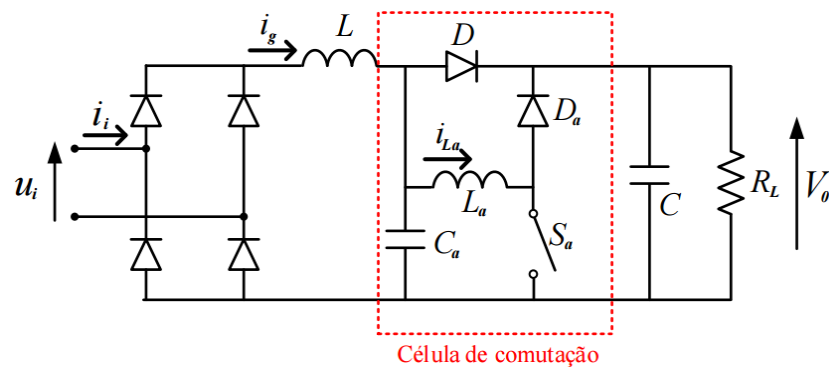 i_g
L
D
i_i
D_a
i_La
u_i
L_a
C
R_L
V_0
C_a
S_a
Célula de comutação